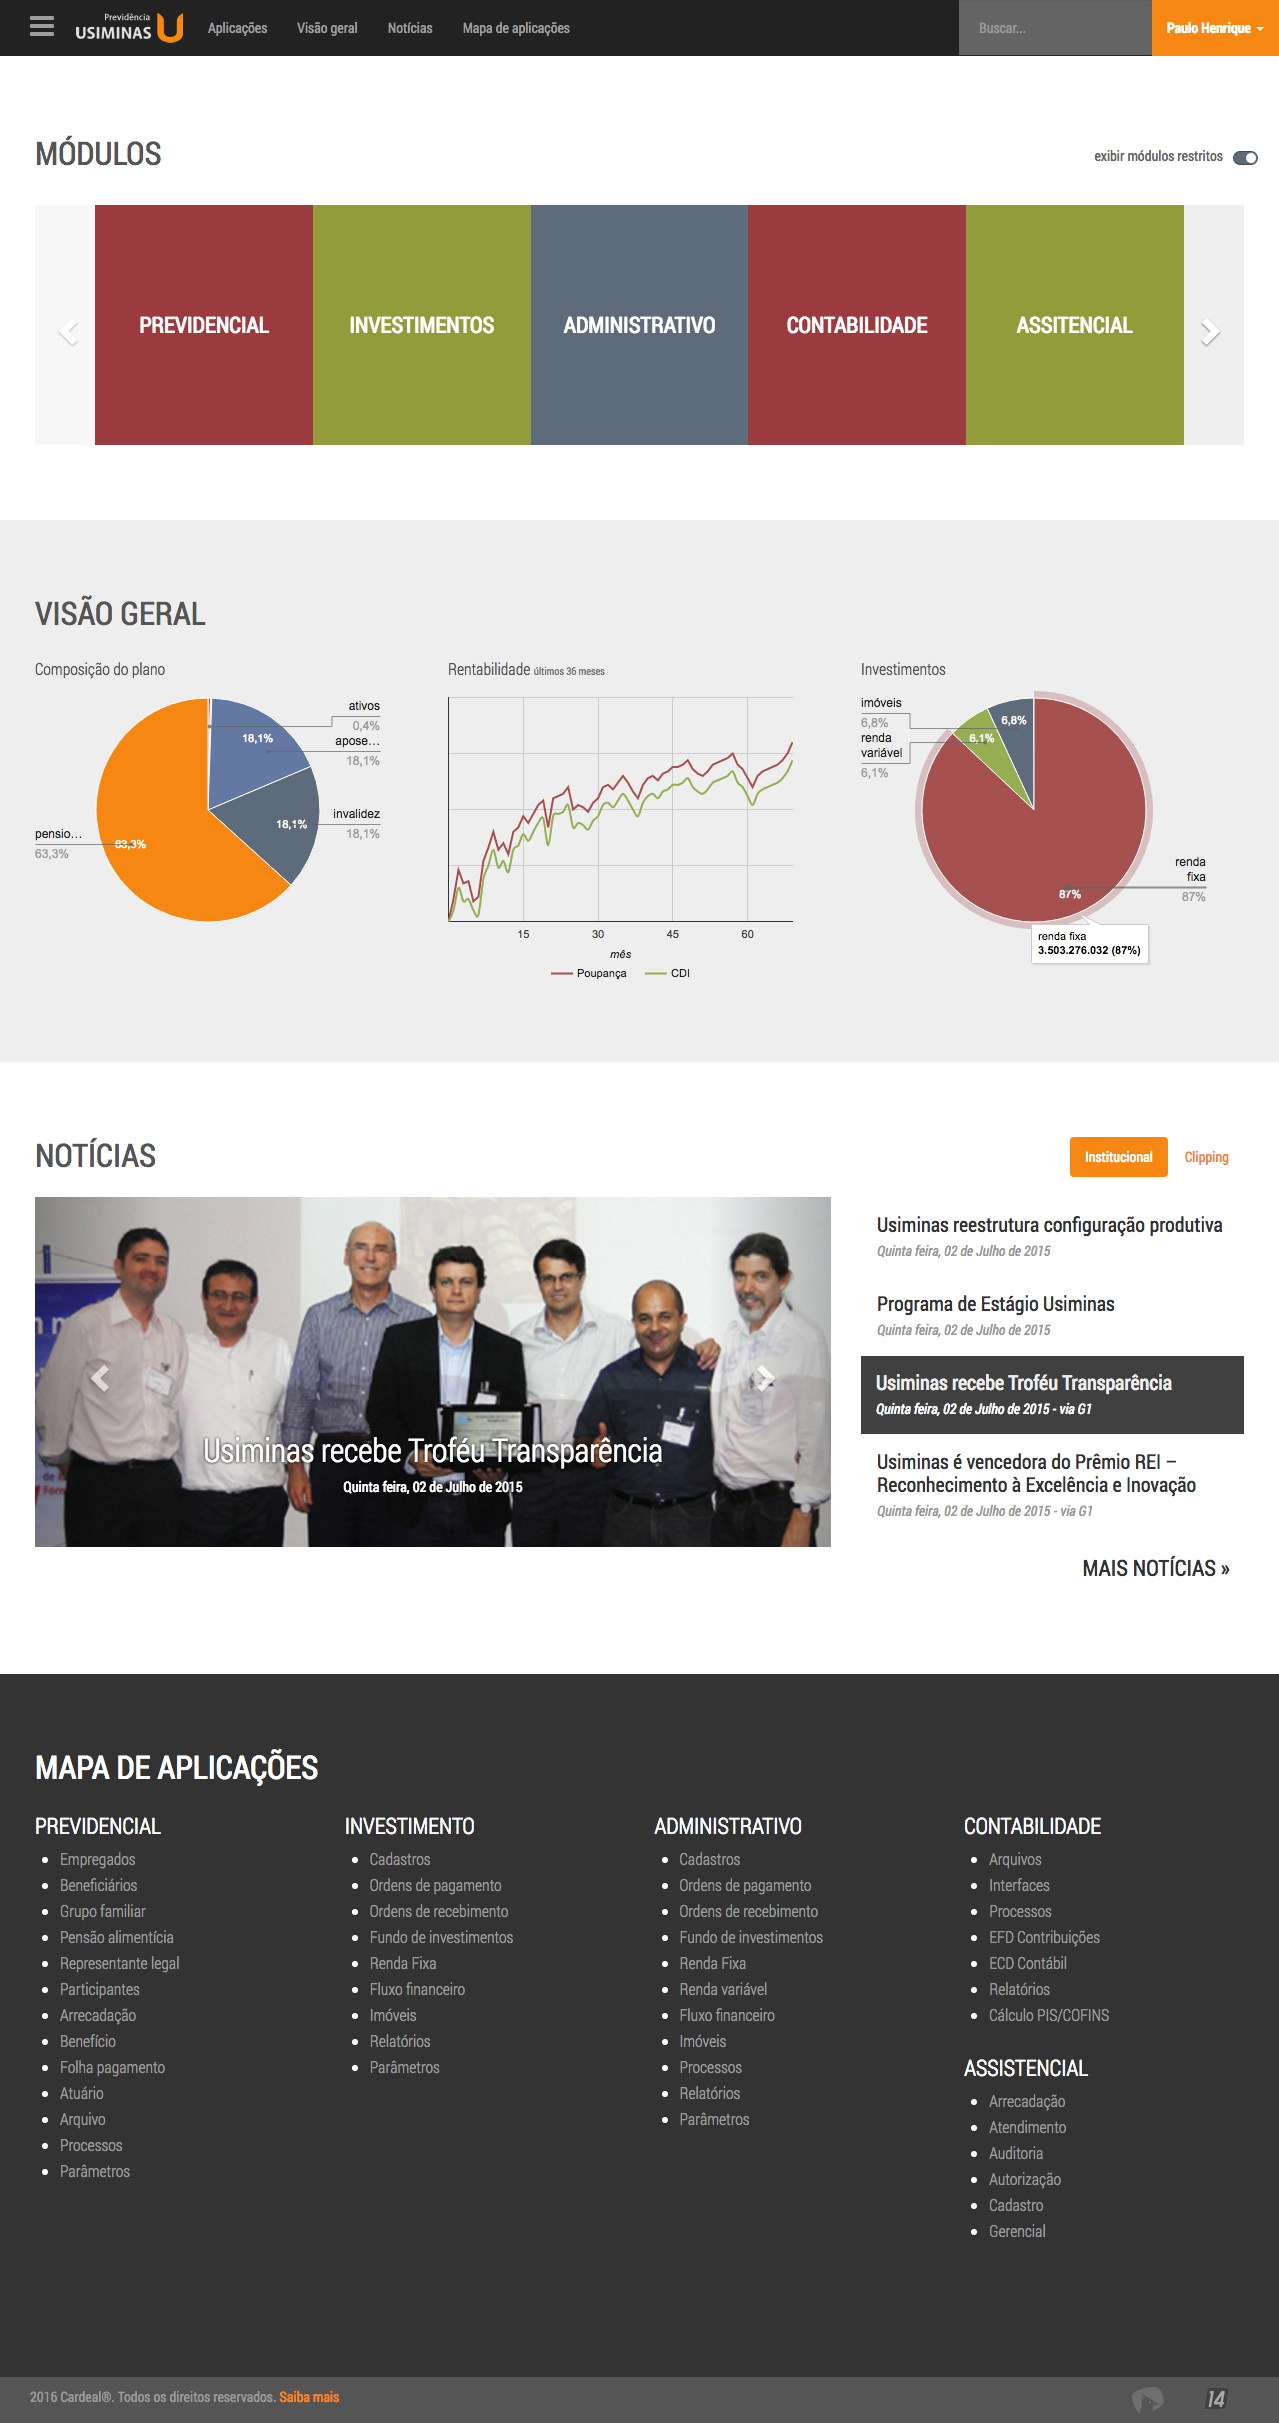 Previdência
USIMINAS
Aplicações Visão geral Notícias Mapa de aplicações Buscar... Paulo Henrique
MÓDULOS
exibir módulos restritos
PREVIDENCIAL INVESTIMENTOS ADMINISTRATIVO CONTABILIDADE ASSITENCIAL
VISÃO GERAL
Composição do plano
ativos
0,4%
18,1%
apose...
18,1%
invalidez
18,1%
18,1%
pensio...
63,3%
63,3%
Rentabilidade últimos 36 meses
15 30 45 60
mês
Poupança CDI
Investimentos
imóveis
6,8%
6,8%
renda
variável
6,1%
6,1%
renda
fixa
87%
87%
renda fixa
3.503.276.032 (87%)
NOTÍCIAS
Institucional Clipping
Usiminas recebe Troféu Transparência
Quinta feira, 02 de Julho de 2015
Usiminas reestrutura configuração produtiva
Quinta feira, 02 de Julho de 2015
Programa de Estágio Usiminas
Quinta feira, 02 de Julho de 2015
Usiminas recebe Troféu Transparência
Quinta feira, 02 de Julho de 2015 - via G1
Usiminas é vencedora do Prêmio REI –
Reconhecimento à Excelência e Inovação
Quinta feira, 02 de Julho de 2015 - via G1
MAIS NOTÍCIAS »
MAPA DE APLICAÇÕES
PREVIDENCIAL
Empregados
Beneficiários
Grupo familiar
Pensão alimentícia
Representante legal
Participantes
Arrecadação
Benefício
Folha pagamento
Atuário
Arquivo
Processos
Parâmetros
INVESTIMENTO
Cadastros
Ordens de pagamento
Ordens de recebimento
Fundo de investimentos
Renda Fixa
Fluxo financeiro
Imóveis
Relatórios
Parâmetros
ADMINISTRATIVO
Cadastros
Ordens de pagamento
Ordens de recebimento
Fundo de investimentos
Renda Fixa
Renda variável
Fluxo financeiro
Imóveis
Processos
Relatórios
Parâmetros
CONTABILIDADE
Arquivos
Interfaces
Processos
EFD Contribuições
ECD Contábil
Relatórios
Cálculo PIS/COFINS
ASSISTENCIAL
Arrecadação
Atendimento
Auditoria
Autorização
Cadastro
Gerencial
2016 Cardeal®. Todos os direitos reservados. Saiba mais
14